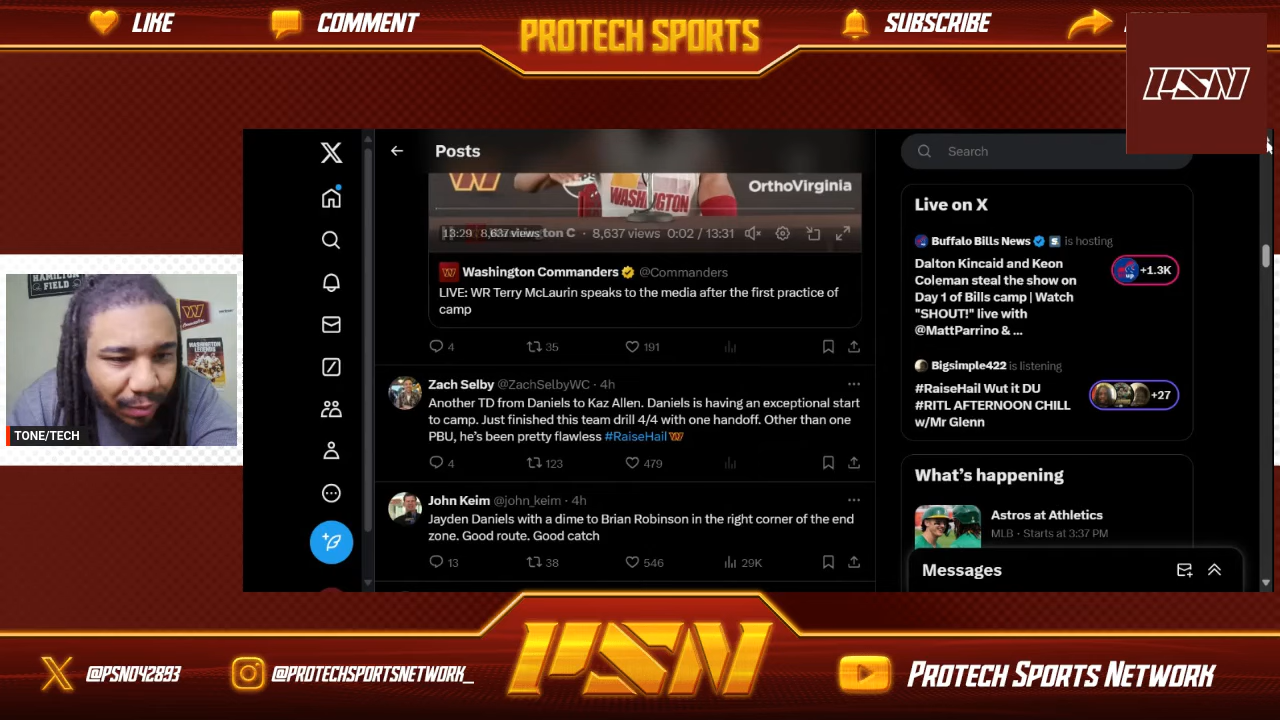 LIKE
COMMENT
PROTECH SPORTS
SUBSCRIBE
PSN
Posts
Search
OrthoVirginia
WASHINGTON
8,637 views 0:02 / 13:31
Washington Commanders @Commanders
LIVE: WR Terry McLaurin speaks to the media after the first practice of
camp
4 35 191
Zach Selby @ZachSelbyWC · 4h
Another TD from Daniels to Kaz Allen. Daniels is having an exceptional start
to camp. Just finished this team drill 4/4 with one handoff. Other than one
PBU, he's been pretty flawless #RaiseHail
4 123 479
John Keim @john_keim · 4h
Jayden Daniels with a dime to Brian Robinson in the right corner of the end
zone. Good route. Good catch
13 38 546 29K
Live on X
Buffalo Bills News S is hosting
Dalton Kincaid and Keon
Coleman steal the show on
Day 1 of Bills camp | Watch
"SHOUT!" live with
@MattParrino & ...
+1.3K
Bigsimple422 is listening
#RaiseHail Wut it DU
#RITL AFTERNOON CHILL
w/Mr Glenn
+27
What's happening
Astros at Athletics
MLB · Starts at 3:37 PM
Messages
HAMILTON
FIELD
TONE/TECH
@PSN042893
@PROTECHSPORTSNETWORK_
PSN
PROTECH SPORTS NETWORK